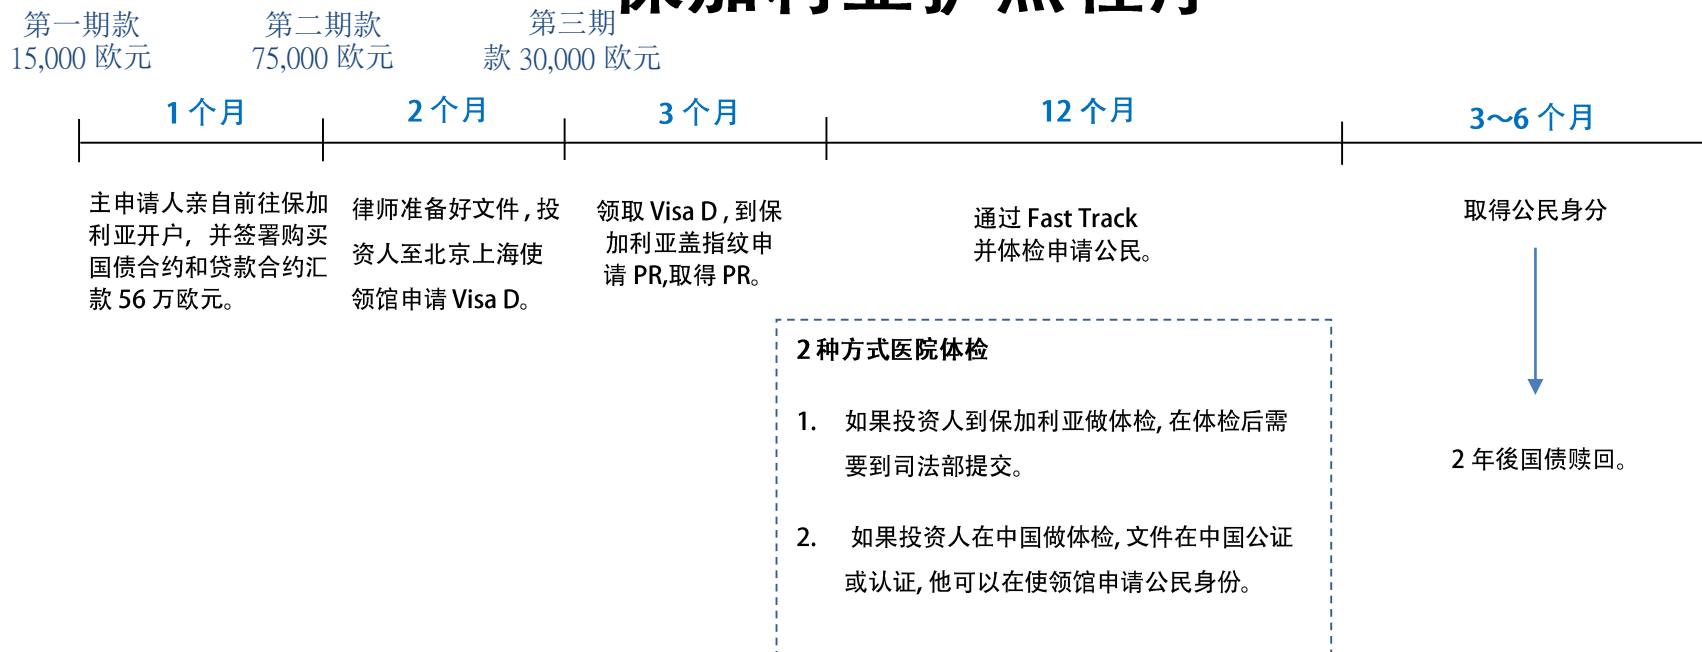 保加利亚护照程序
第一期款
15,000 欧元
第二期款
75,000 欧元
第三期
款 30,000 欧元
1 个月
2 个月
3 个月
12 个月
3～6 个月
主申请人亲自前往保加
利亚开户，并签署购买
国债合约和贷款合约汇
款 56 万欧元。
律师准备好文件 , 投
资人至北京上海使
领馆申请 Visa D。
领取 Visa D , 到保
加利亚盖指纹申
请 PR,取得 PR。
通过 Fast Track
并体检申请公民。
取得公民身分
2 年後国债赎回。
2 种方式医院体检
1. 如果投资人到保加利亚做体检, 在体检后需
要到司法部提交。
2. 如果投资人在中国做体检, 文件在中国公证
或认证, 他可以在使领馆申请公民身份。